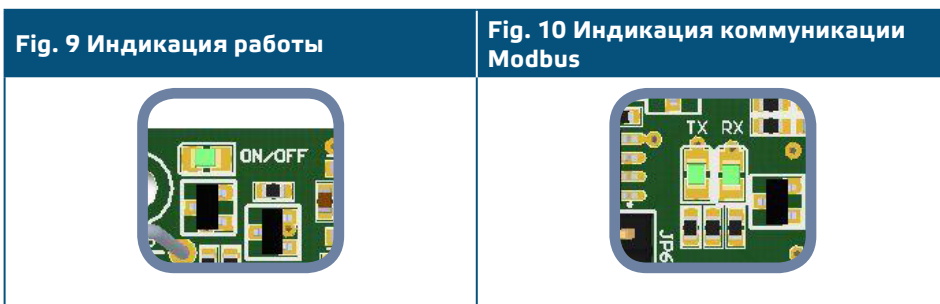 Fig. 9 Индикация работы
Fig. 10 Индикация коммуникации
Modbus
ON/OFF
TX RX
JP6